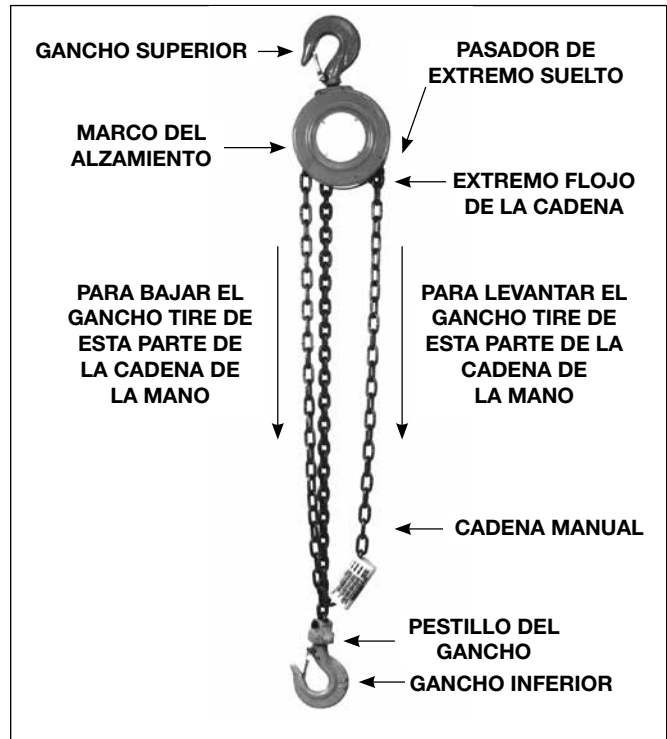 GANCHO SUPERIOR
PASADOR DE
EXTREMO SUELTO
MARCO DEL
ALZAMIENTO
EXTREMO FLOJO
DE LA CADENA
PARA BAJAR EL
GANCHO TIRE DE
ESTA PARTE DE
LA CADENA DE
LA MANO
PARA LEVANTAR EL
GANCHO TIRE DE
ESTA PARTE DE LA
CADENA DE
LA MANO
CADENA MANUAL
PESTILLO DEL
GANCHO
GANCHO INFERIOR